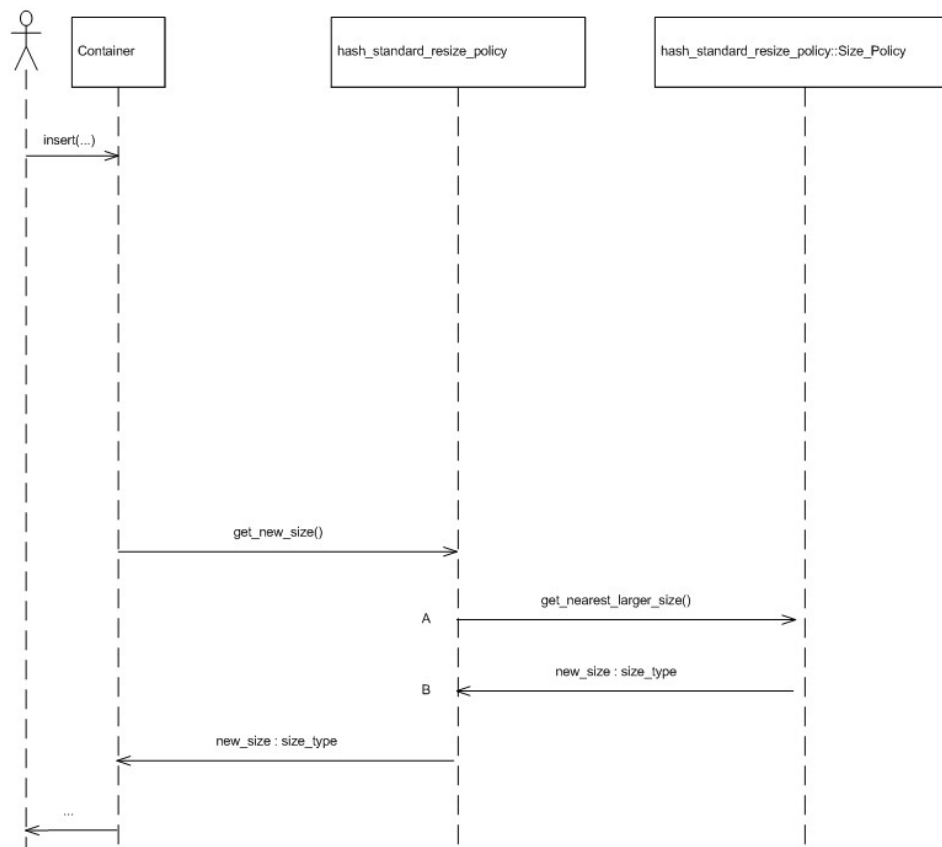 Container
hash_standard_resize_policy
hash_standard_resize_policy::Size_Policy
insert(...)
get_new_size()
get_nearest_larger_size()
A
new_size : size_type
B
new_size : size_type
...